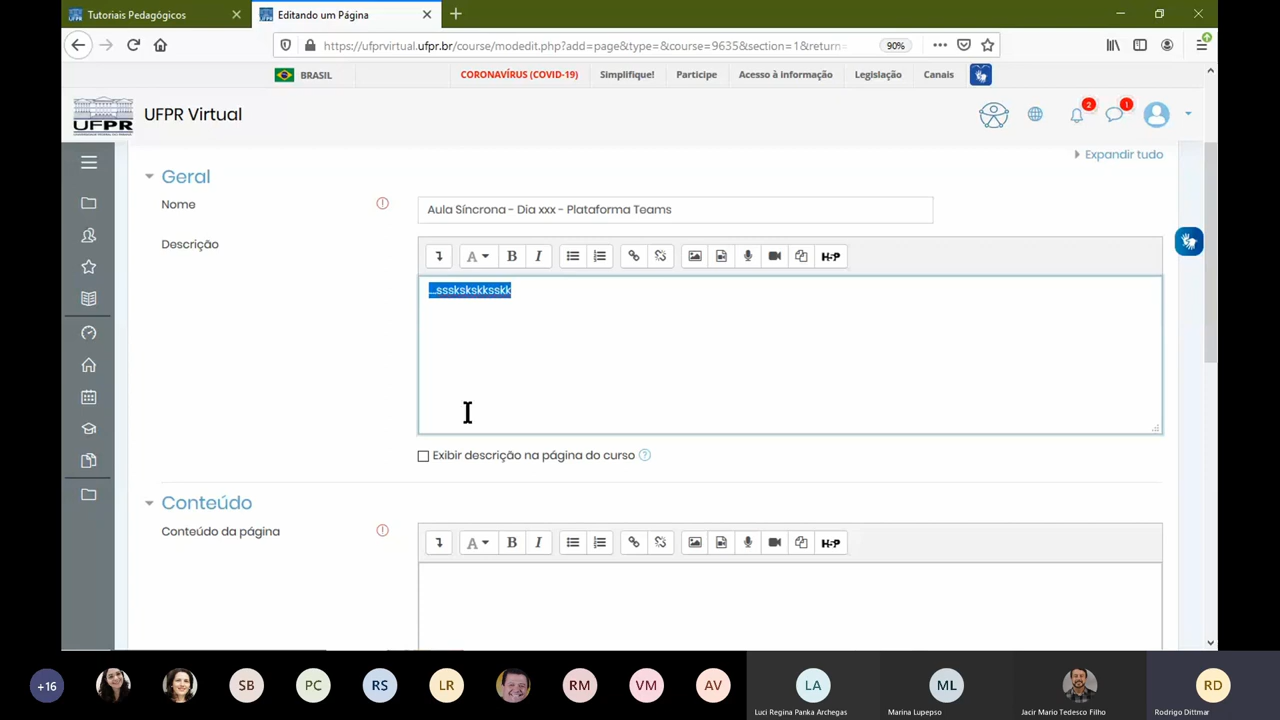 Tutoriais Pedagógicos
Editando um Página
https://ufprvirtual.ufpr.br/course/modedit.php?add=page&type=&course=9635&section=1&return=
90%
BRASIL
CORONAVÍRUS (COVID-19)
Simplifique!
Participe
Acesso à informação
Legislação
Canais
UFPR
UFPR Virtual
2
1
Expandir tudo
Geral
Nome
Aula Síncrona - Dia xxx - Plataforma Teams
Descrição
A
B
I
H-P
...ssskskskksskk
Exibir descrição na página do curso
Conteúdo
Conteúdo da página
A
B
I
H-P
+16
SB
PC
RS
LR
RM
VM
AV
LA
ML
RD
Luci Regina Panka Archegas
Marina Lupepso
Jacir Mario Tedesco Filho
Rodrigo Dittmar